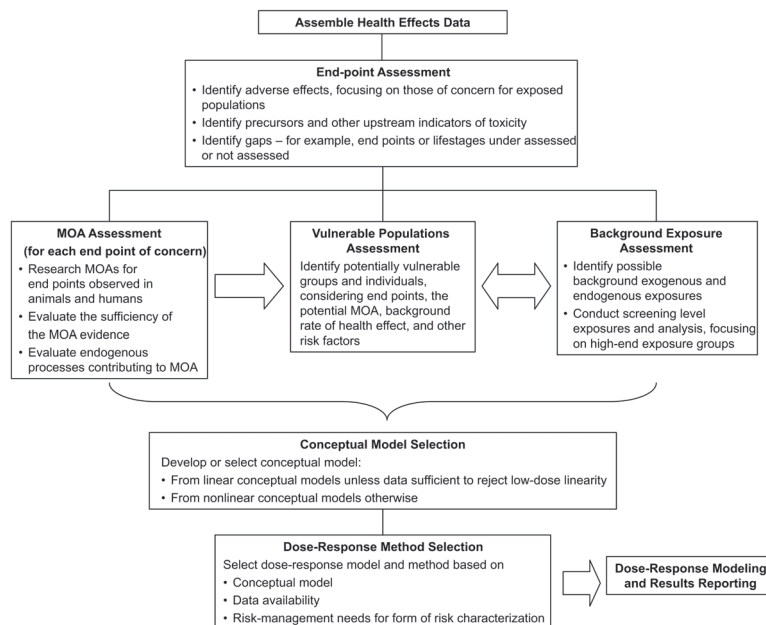 Assemble Health Effects Data
End-point Assessment
• Identify adverse effects, focusing on those of concern for exposed
populations
• Identify precursors and other upstream indicators of toxicity
• Identify gaps – for example, end points or lifestages under assessed
or not assessed
MOA Assessment
(for each end point of concern)
• Research MOAs for
end points observed in
animals and humans
• Evaluate the sufficiency of
the MOA evidence
• Evaluate endogenous
processes contributing to MOA
Vulnerable Populations
Assessment
Identify potentially vulnerable
groups and individuals,
considering end points, the
potential MOA, background
rate of health effect, and other
risk factors
Background Exposure
Assessment
• Identify possible
background exogenous and
endogenous exposures
• Conduct screening level
exposures and analysis, focusing
on high-end exposure groups
Conceptual Model Selection
Develop or select conceptual model:
• From linear conceptual models unless data sufficient to reject low-dose linearity
• From nonlinear conceptual models otherwise
Dose-Response Method Selection
Select dose-response model and method based on
• Conceptual model
• Data availability
• Risk-management needs for form of risk characterization
Dose-Response Modeling
and Results Reporting